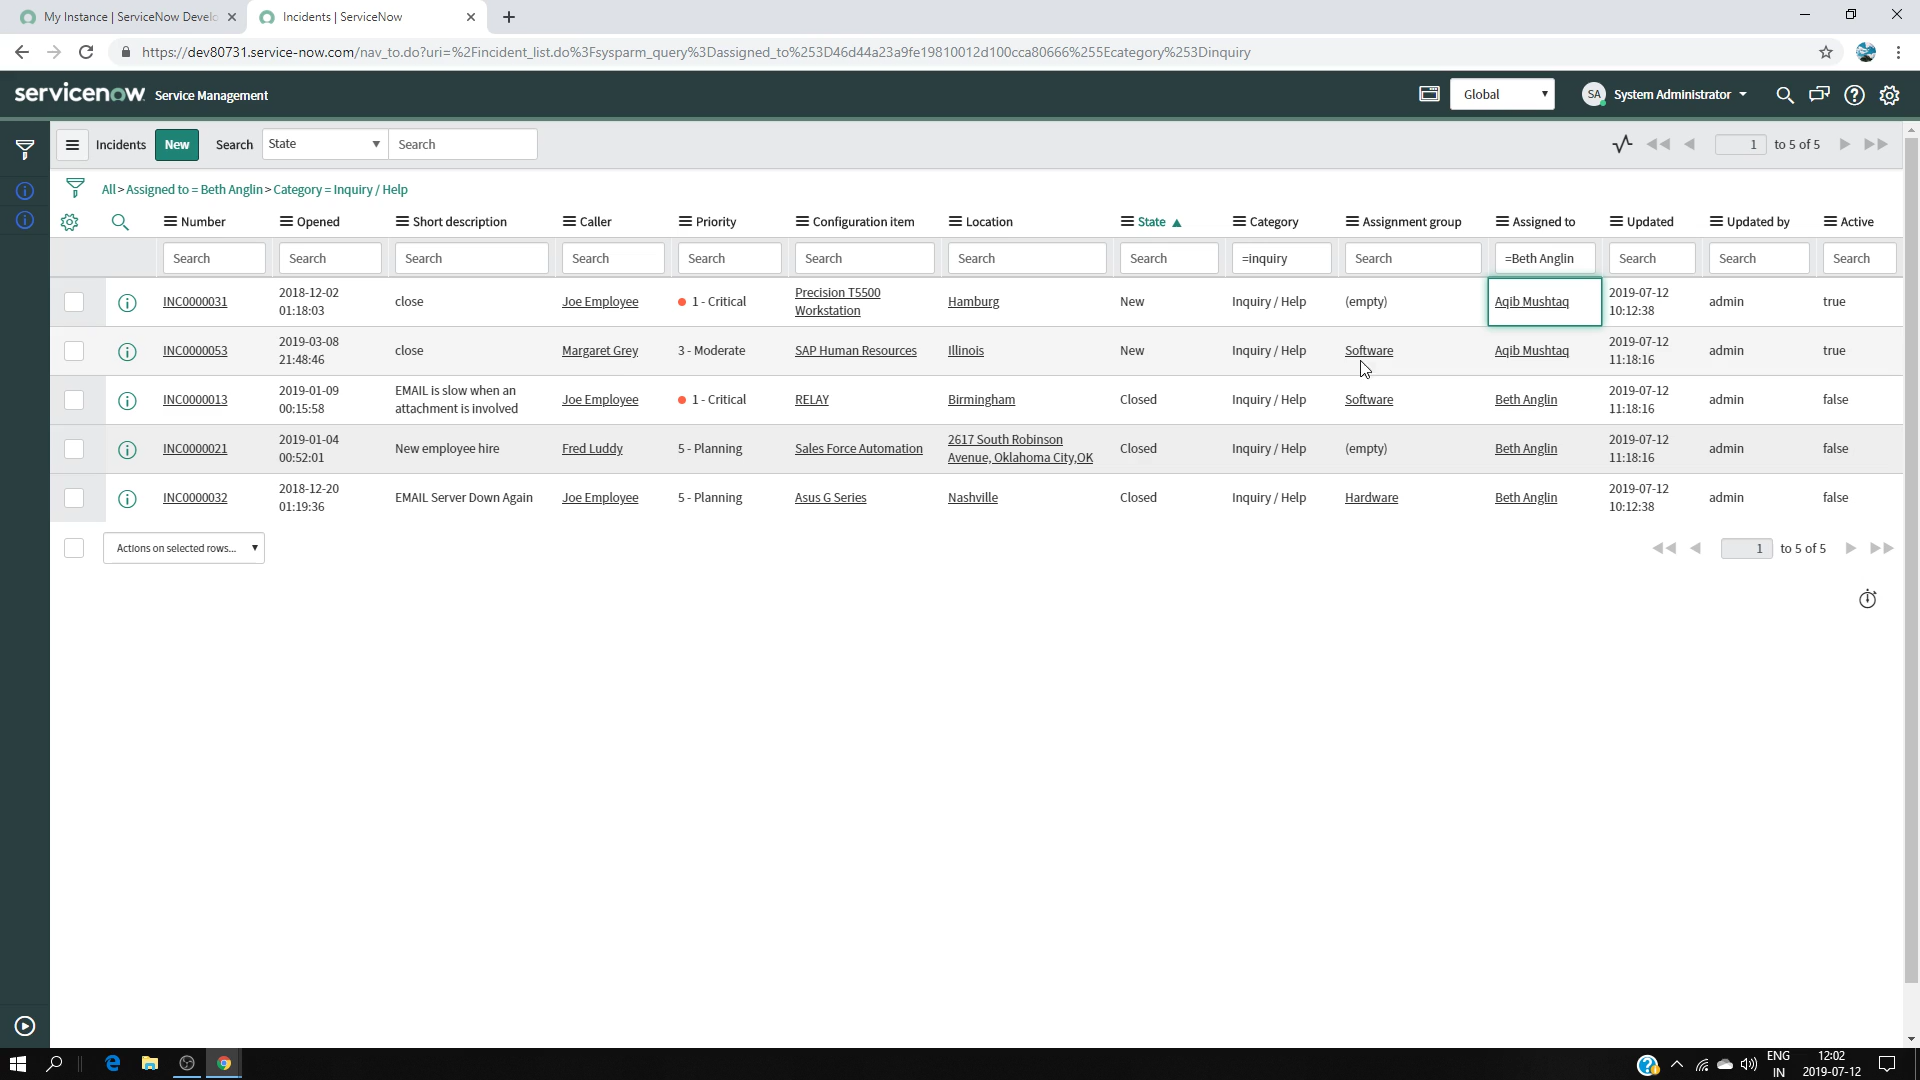 My Instance | ServiceNow Develo
Incidents | ServiceNow
https://dev80731.service-now.com/nav_to.do?uri=%2Fincident_list.do%3Fsysparm_query%3Dassigned_to%253D46d44a23a9fe19810012d100cca80666%255Ecategory%253Dinquiry
servicenow Service Management
Global
SA System Administrator
Incidents New Search State Search
1 to 5 of 5
All > Assigned to = Beth Anglin > Category = Inquiry / Help
Number Opened Short description Caller Priority Configuration item Location State Category Assignment group Assigned to Updated Updated by Active
Search Search Search Search Search Search Search Search =inquiry Search =Beth Anglin Search Search Search
INC0000031 2018-12-02 01:18:03 close Joe Employee 1 - Critical Precision T5500 Workstation Hamburg New Inquiry / Help (empty) Aqib Mushtaq 2019-07-12 10:12:38 admin true
INC0000053 2019-03-08 21:48:46 close Margaret Grey 3 - Moderate SAP Human Resources Illinois New Inquiry / Help Software Aqib Mushtaq 2019-07-12 11:18:16 admin true
INC0000013 2019-01-09 00:15:58 EMAIL is slow when an attachment is involved Joe Employee 1 - Critical RELAY Birmingham Closed Inquiry / Help Software Beth Anglin 2019-07-12 11:18:16 admin false
INC0000021 2019-01-04 00:52:01 New employee hire Fred Luddy 5 - Planning Sales Force Automation 2617 South Robinson Avenue, Oklahoma City,OK Closed Inquiry / Help (empty) Beth Anglin 2019-07-12 11:18:16 admin false
INC0000032 2018-12-20 01:19:36 EMAIL Server Down Again Joe Employee 5 - Planning Asus G Series Nashville Closed Inquiry / Help Hardware Beth Anglin 2019-07-12 10:12:38 admin false
Actions on selected rows...
1 to 5 of 5
ENG
IN
12:02
2019-07-12